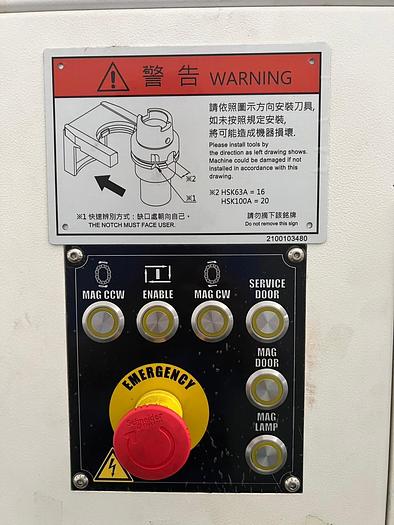 警告 WARNING
請依照圖示方向安裝刀具,
如未按照規定安裝,
將可能造成機器損壞.
Please install tools by
the direction as left drawing shows.
Machine could be damaged if not
installed in accordance with this
drawing.
※2
※1
※2 HSK63A = 16
HSK100A = 20
※1 快速辨別方式：缺口處朝向自己。
THE NOTCH MUST FACE USER.
請勿摘下該銘牌
Do not remove this sign
2100103480
MAG CCW
ENABLE
MAG CW
SERVICE
DOOR
MAG
DOOR
MAG
LAMP
EMERGENCY
Schneider